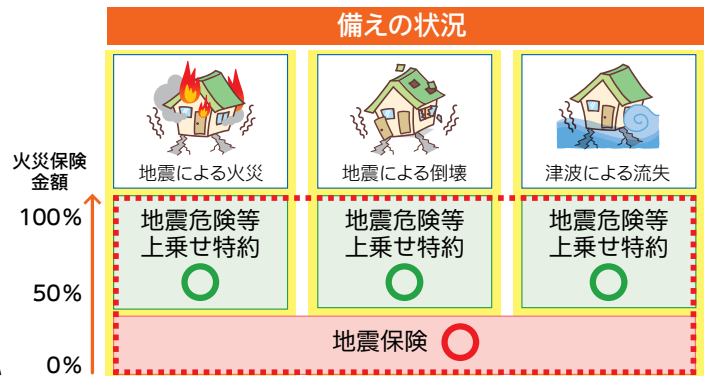 備えの状況
地震による火災
地震による倒壊
津波による流失
火災保険
金額
100%
50%
0%
地震危険等
上乗せ特約
地震危険等
上乗せ特約
地震危険等
上乗せ特約
地震保険